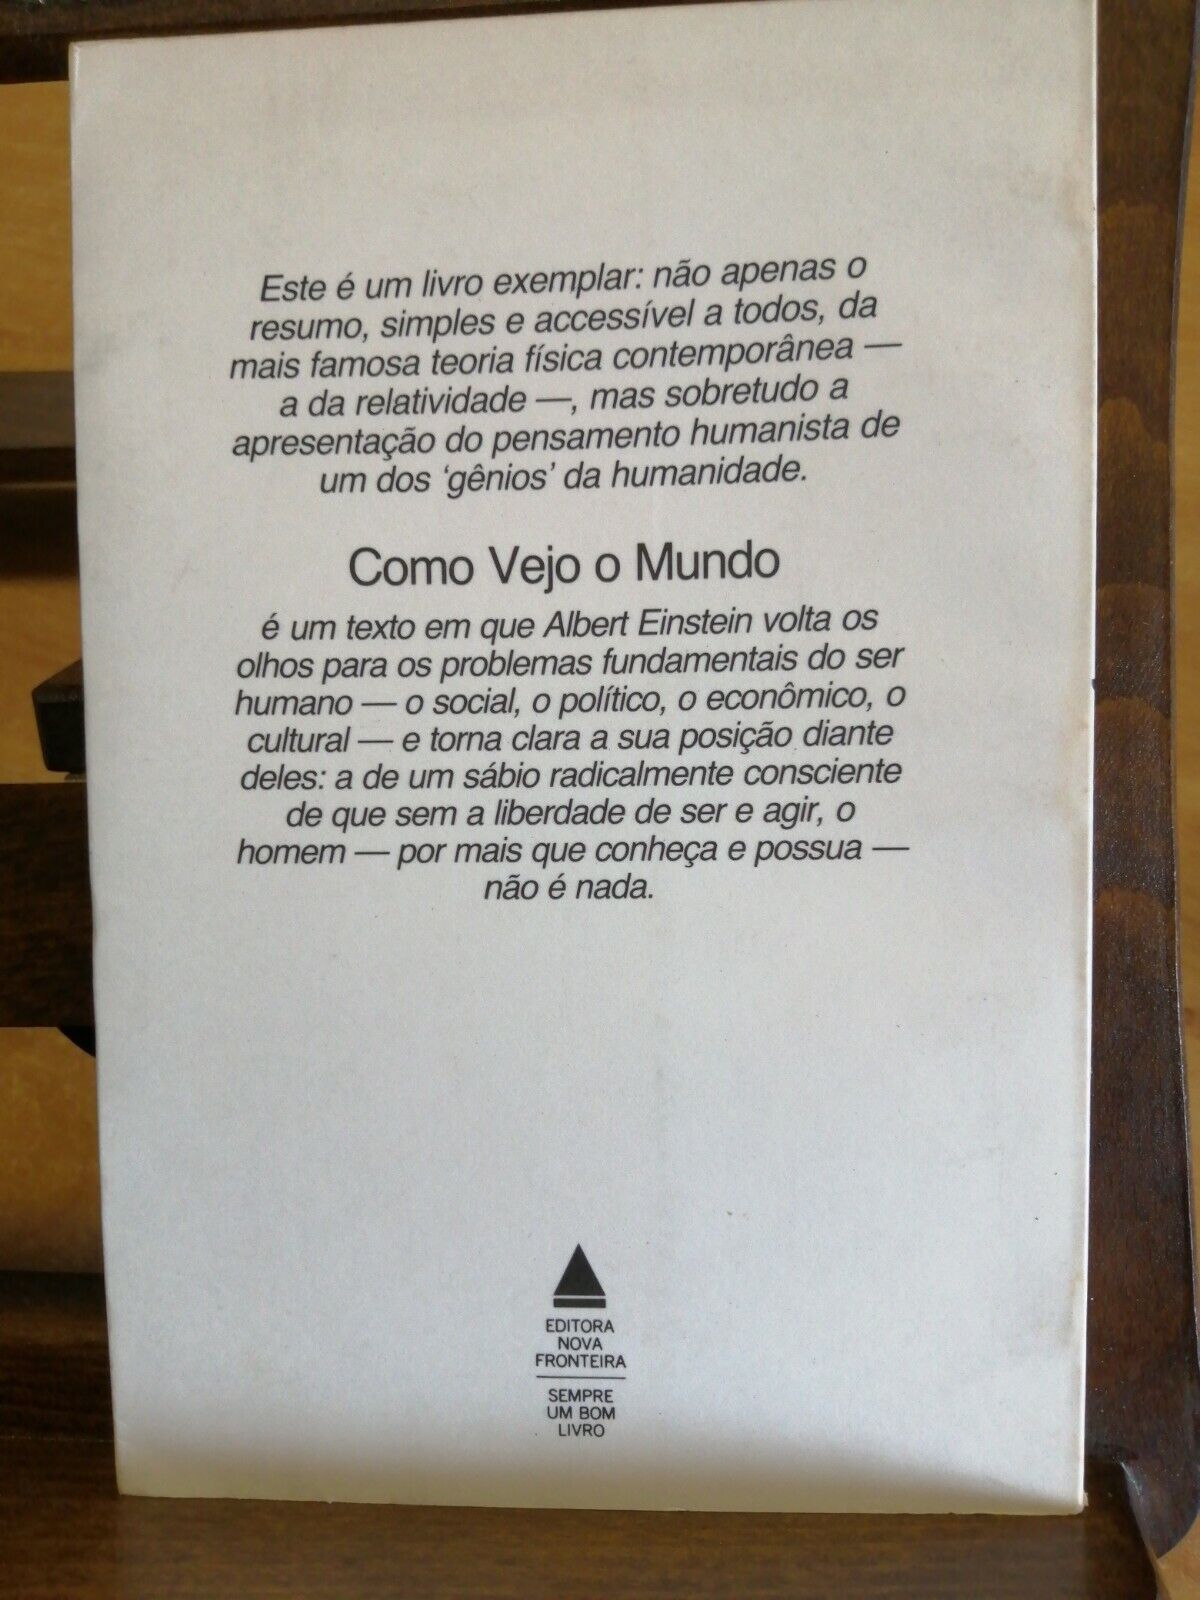 Este é um livro exemplar: não apenas o
resumo, simples e accessível a todos, da
mais famosa teoria física contemporânea —
a da relatividade —, mas sobretudo a
apresentação do pensamento humanista de
um dos ‘gênios’ da humanidade.
Como Vejo o Mundo
é um texto em que Albert Einstein volta os
olhos para os problemas fundamentais do ser
humano — o social, o político, o econômico, o
cultural — e torna clara a sua posição diante
deles: a de um sábio radicalmente consciente
de que sem a liberdade de ser e agir, o
homem — por mais que conheça e possua —
não é nada.
EDITORA
NOVA
FRONTEIRA
SEMPRE
UM BOM
LIVRO